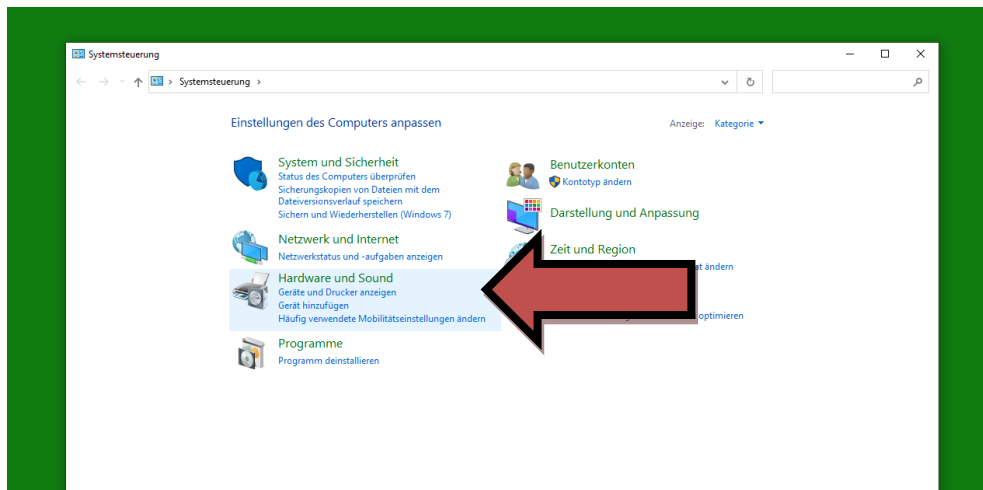 Systemsteuerung
Systemsteuerung
Einstellungen des Computers anpassen
Anzeige: Kategorie
System und Sicherheit
Status des Computers überprüfen
Sicherungskopien von Dateien mit dem
Dateiversionsverlauf speichern
Sichern und Wiederherstellen (Windows 7)
Netzwerk und Internet
Netzwerkstatus und -aufgaben anzeigen
Hardware und Sound
Geräte und Drucker anzeigen
Gerät hinzufügen
Häufig verwendete Mobilitätseinstellungen ändern
Programme
Programm deinstallieren
Benutzerkonten
Kontotyp ändern
Darstellung und Anpassung
Zeit und Region
ändern
optimieren